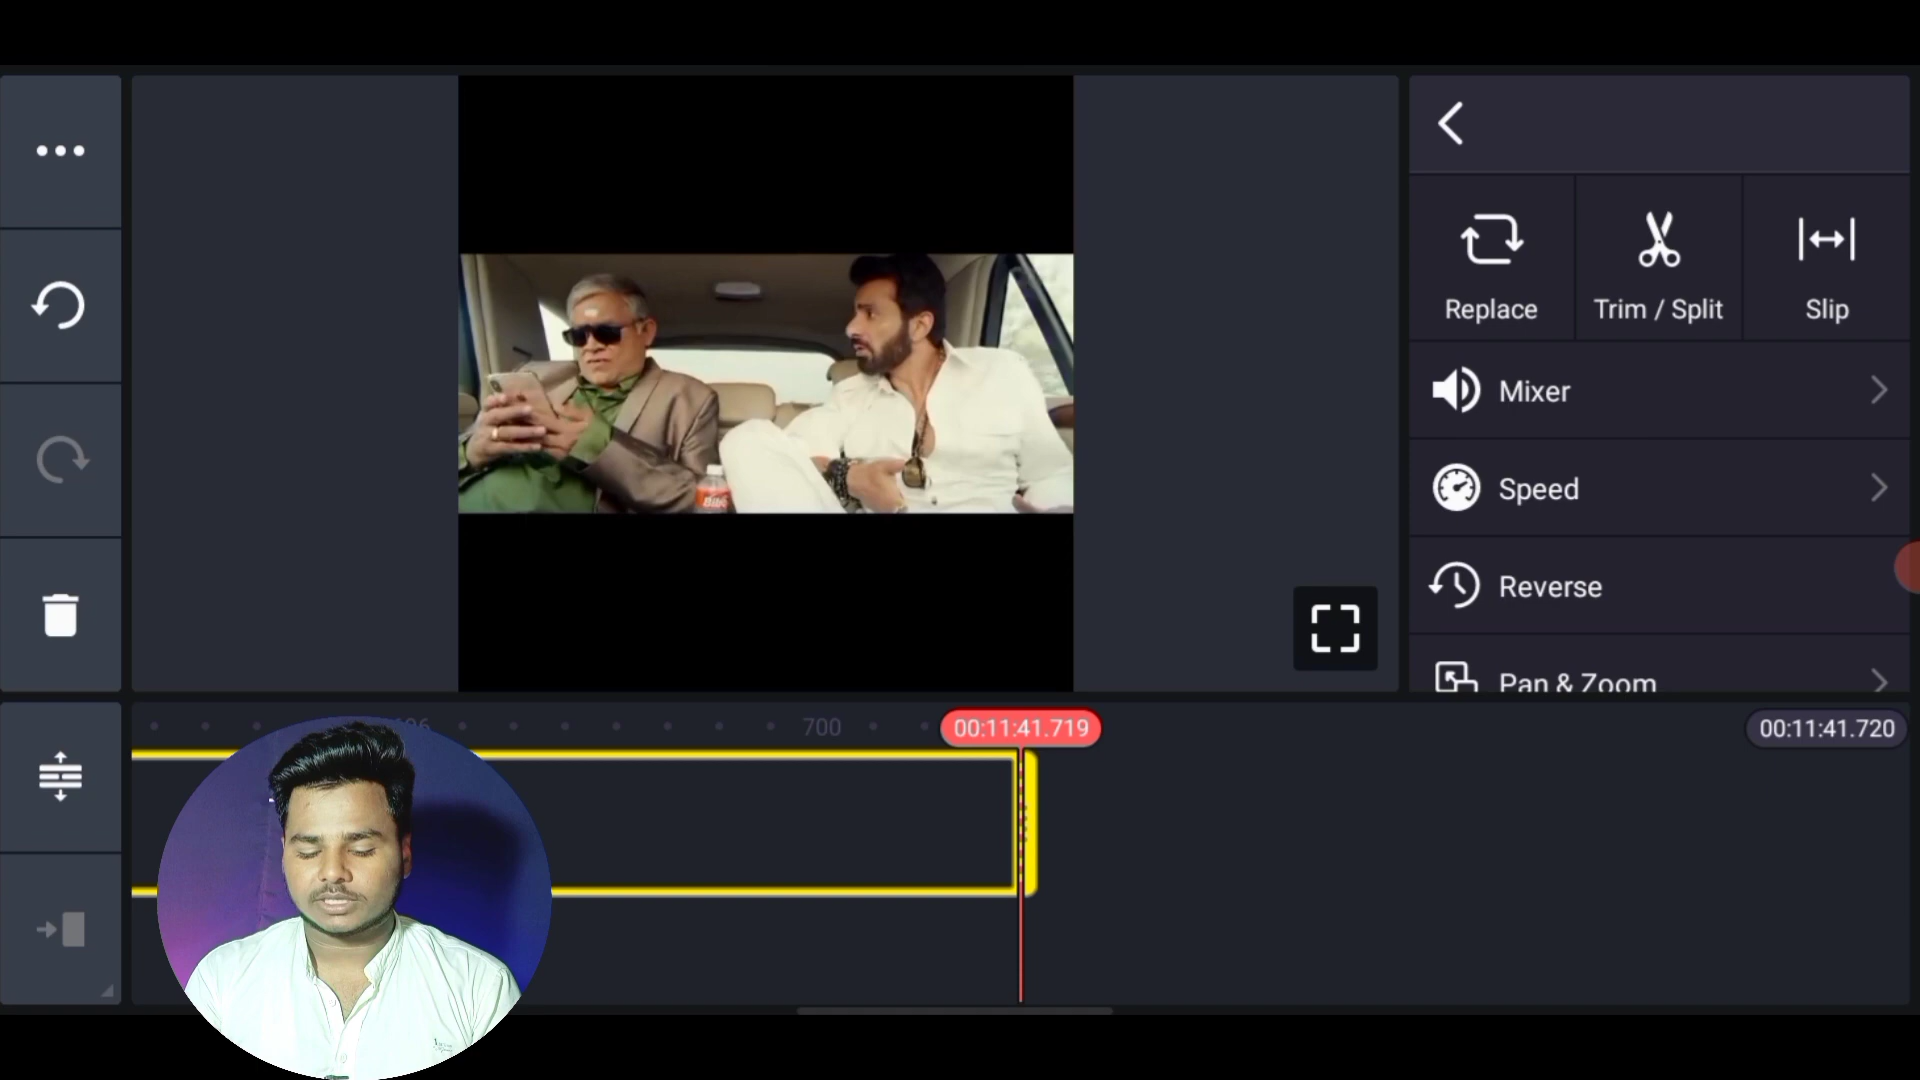 Replace
Trim / Split
Slip
Mixer
Speed
Reverse
Pan & Zoom
700
00:11:41.719
00:11:41.720